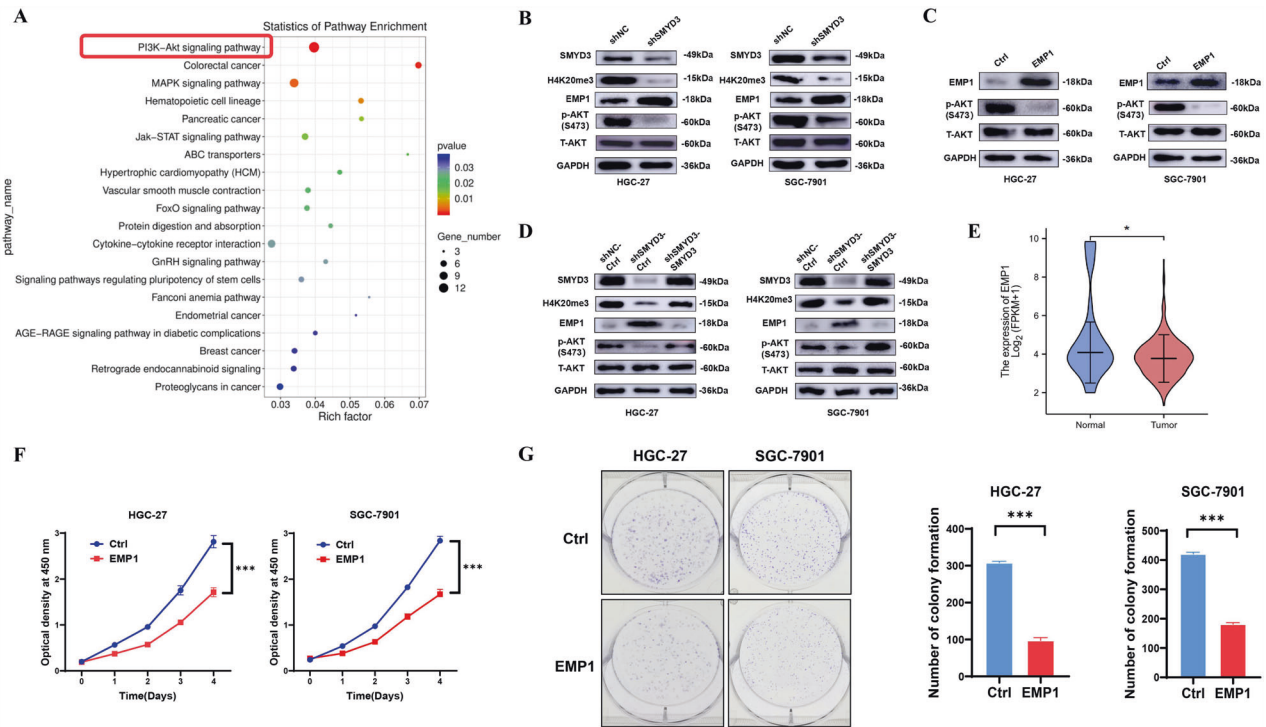 A
Statistics of Pathway Enrichment
pathway_name
PI3K−Akt signaling pathway
Colorectal cancer
MAPK signaling pathway
Hematopoietic cell lineage
Pancreatic cancer
Jak−STAT signaling pathway
ABC transporters
Hypertrophic cardiomyopathy (HCM)
Vascular smooth muscle contraction
FoxO signaling pathway
Protein digestion and absorption
Cytokine−cytokine receptor interaction
GnRH signaling pathway
Signaling pathways regulating pluripotency of stem cells
Fanconi anemia pathway
Endometrial cancer
AGE−RAGE signaling pathway in diabetic complications
Breast cancer
Retrograde endocannabinoid signaling
Proteoglycans in cancer
0.03 0.04 0.05 0.06 0.07
Rich factor
pvalue
0.03
0.02
0.01
Gene_number
3
6
9
12
B
shNC shSMYD3
SMYD3 -49kDa
H4K20me3 -15kDa
EMP1 -18kDa
p-AKT
(S473) -60kDa
T-AKT -60kDa
GAPDH -36kDa
HGC-27
shNC shSMYD3
SMYD3 -49kDa
H4K20me3 -15kDa
EMP1 -18kDa
p-AKT
(S473) -60kDa
T-AKT -60kDa
GAPDH -36kDa
SGC-7901
C
Ctrl EMP1
EMP1 -18kDa
p-AKT
(S473) -60kDa
T-AKT -60kDa
GAPDH -36kDa
HGC-27
Ctrl EMP1
EMP1 -18kDa
p-AKT
(S473) -60kDa
T-AKT -60kDa
GAPDH -36kDa
SGC-7901
D
shNC-
Ctrl
shSMYD3-
Ctrl
shSMYD3-
SMYD3
SMYD3 -49kDa
H4K20me3 -15kDa
EMP1 -18kDa
p-AKT
(S473) -60kDa
T-AKT -60kDa
GAPDH -36kDa
HGC-27
shNC-
Ctrl
shSMYD3-
Ctrl
shSMYD3-
SMYD3
SMYD3 -49kDa
H4K20me3 -15kDa
EMP1 -18kDa
p-AKT
(S473) -60kDa
T-AKT -60kDa
GAPDH -36kDa
SGC-7901
E
The expression of EMP1
Log2 (FPKM+1)
10
8
6
4
2
*
Normal Tumor
F
HGC-27
Optical density at 450 nm
3
2
1
0
Ctrl
EMP1
***
0 1 2 3 4
Time(Days)
SGC-7901
Optical density at 450 nm
3
2
1
0
Ctrl
EMP1
***
0 1 2 3 4
Time(Days)
G
HGC-27 SGC-7901
Ctrl
EMP1
HGC-27
Number of colony formation
400
300
200
100
0
***
Ctrl EMP1
SGC-7901
Number of colony formation
500
400
300
200
100
0
***
Ctrl EMP1